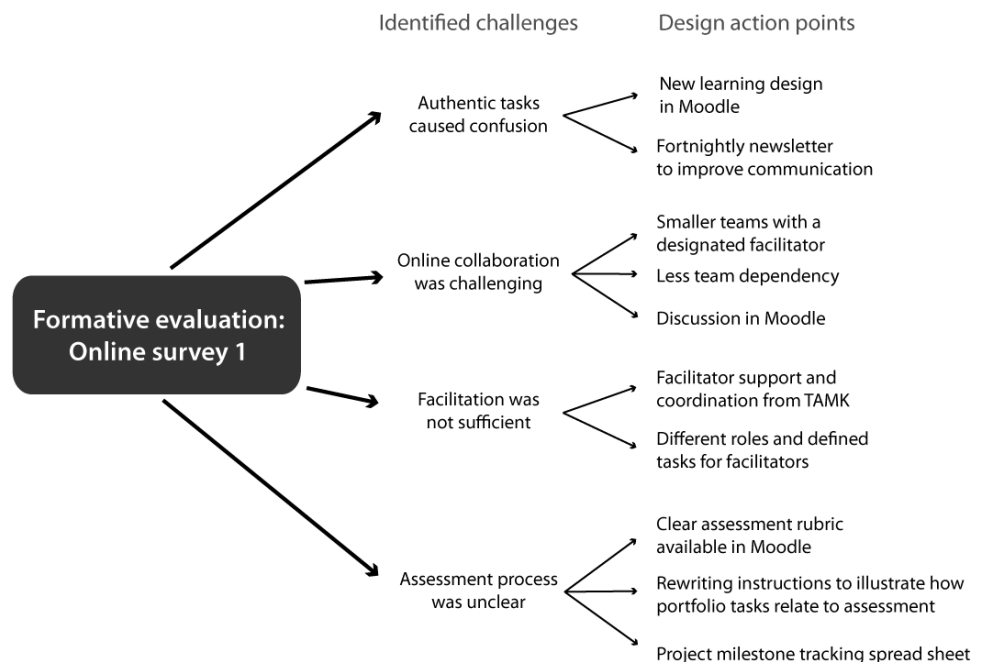 Identified challenges
Design action points
Formative evaluation:
Online survey 1
Authentic tasks
caused confusion
New learning design
in Moodle
Fortnightly newsletter
to improve communication
Online collaboration
was challenging
Smaller teams with a
designated facilitator
Less team dependency
Discussion in Moodle
Facilitation was
not sufficient
Facilitator support and
coordination from TAMK
Different roles and defined
tasks for facilitators
Assessment process
was unclear
Clear assessment rubric
available in Moodle
Rewriting instructions to illustrate how
portfolio tasks relate to assessment
Project milestone tracking spread sheet